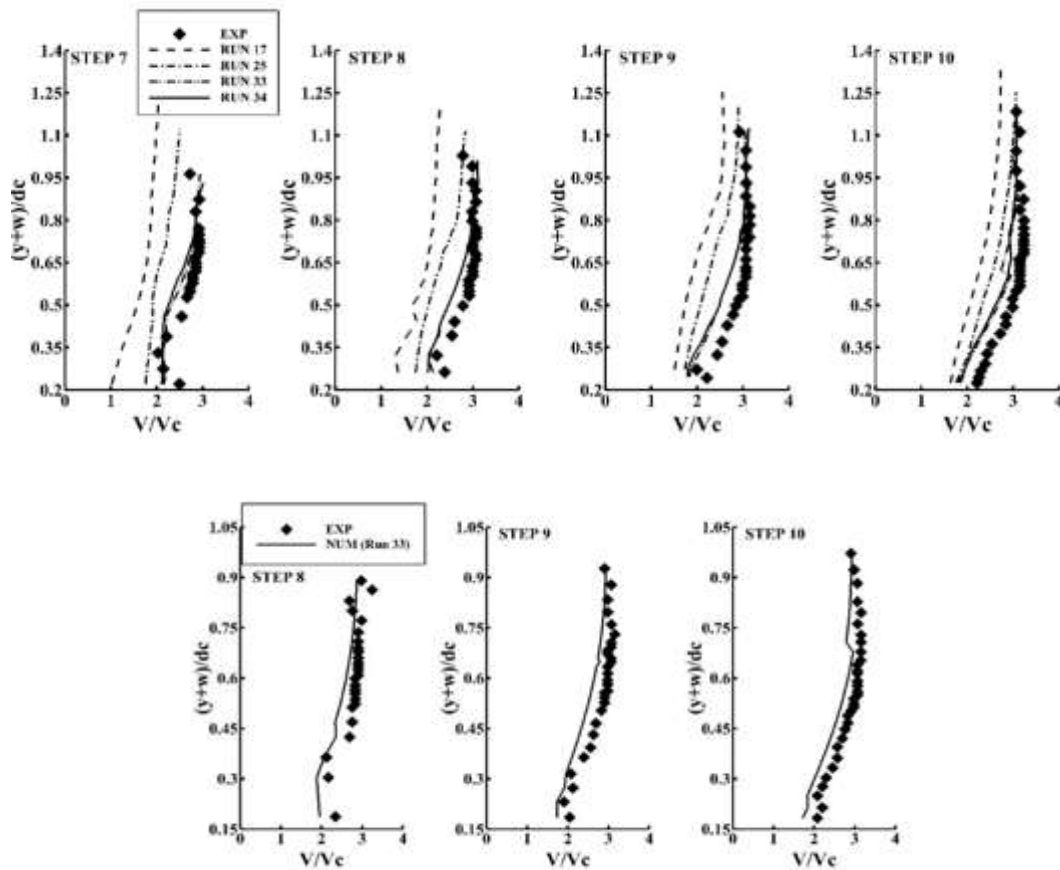 EXP
RUN 17
RUN 25
RUN 33
RUN 34
STEP 7
1.4
1.25
1.1
0.95
0.8
0.65
0.5
0.35
0.2
0 1 2 3 4
(y+w)/dc
V/Vc
STEP 8
1.4
1.25
1.1
0.95
0.8
0.65
0.5
0.35
0.2
0 1 2 3 4
(y+w)/dc
V/Vc
STEP 9
1.4
1.25
1.1
0.95
0.8
0.65
0.5
0.35
0.2
0 1 2 3 4
(y+w)/dc
V/Vc
STEP 10
1.4
1.25
1.1
0.95
0.8
0.65
0.5
0.35
0.2
0 1 2 3 4
(y+w)/dc
V/Vc
EXP
NUM (Run 33)
STEP 8
1.05
0.9
0.75
0.6
0.45
0.3
0.15
0 1 2 3 4
(y+w)/dc
V/Vc
STEP 9
1.05
0.9
0.75
0.6
0.45
0.3
0.15
0 1 2 3 4
(y+w)/dc
V/Vc
STEP 10
1.05
0.9
0.75
0.6
0.45
0.3
0.15
0 1 2 3 4
(y+w)/dc
V/Vc